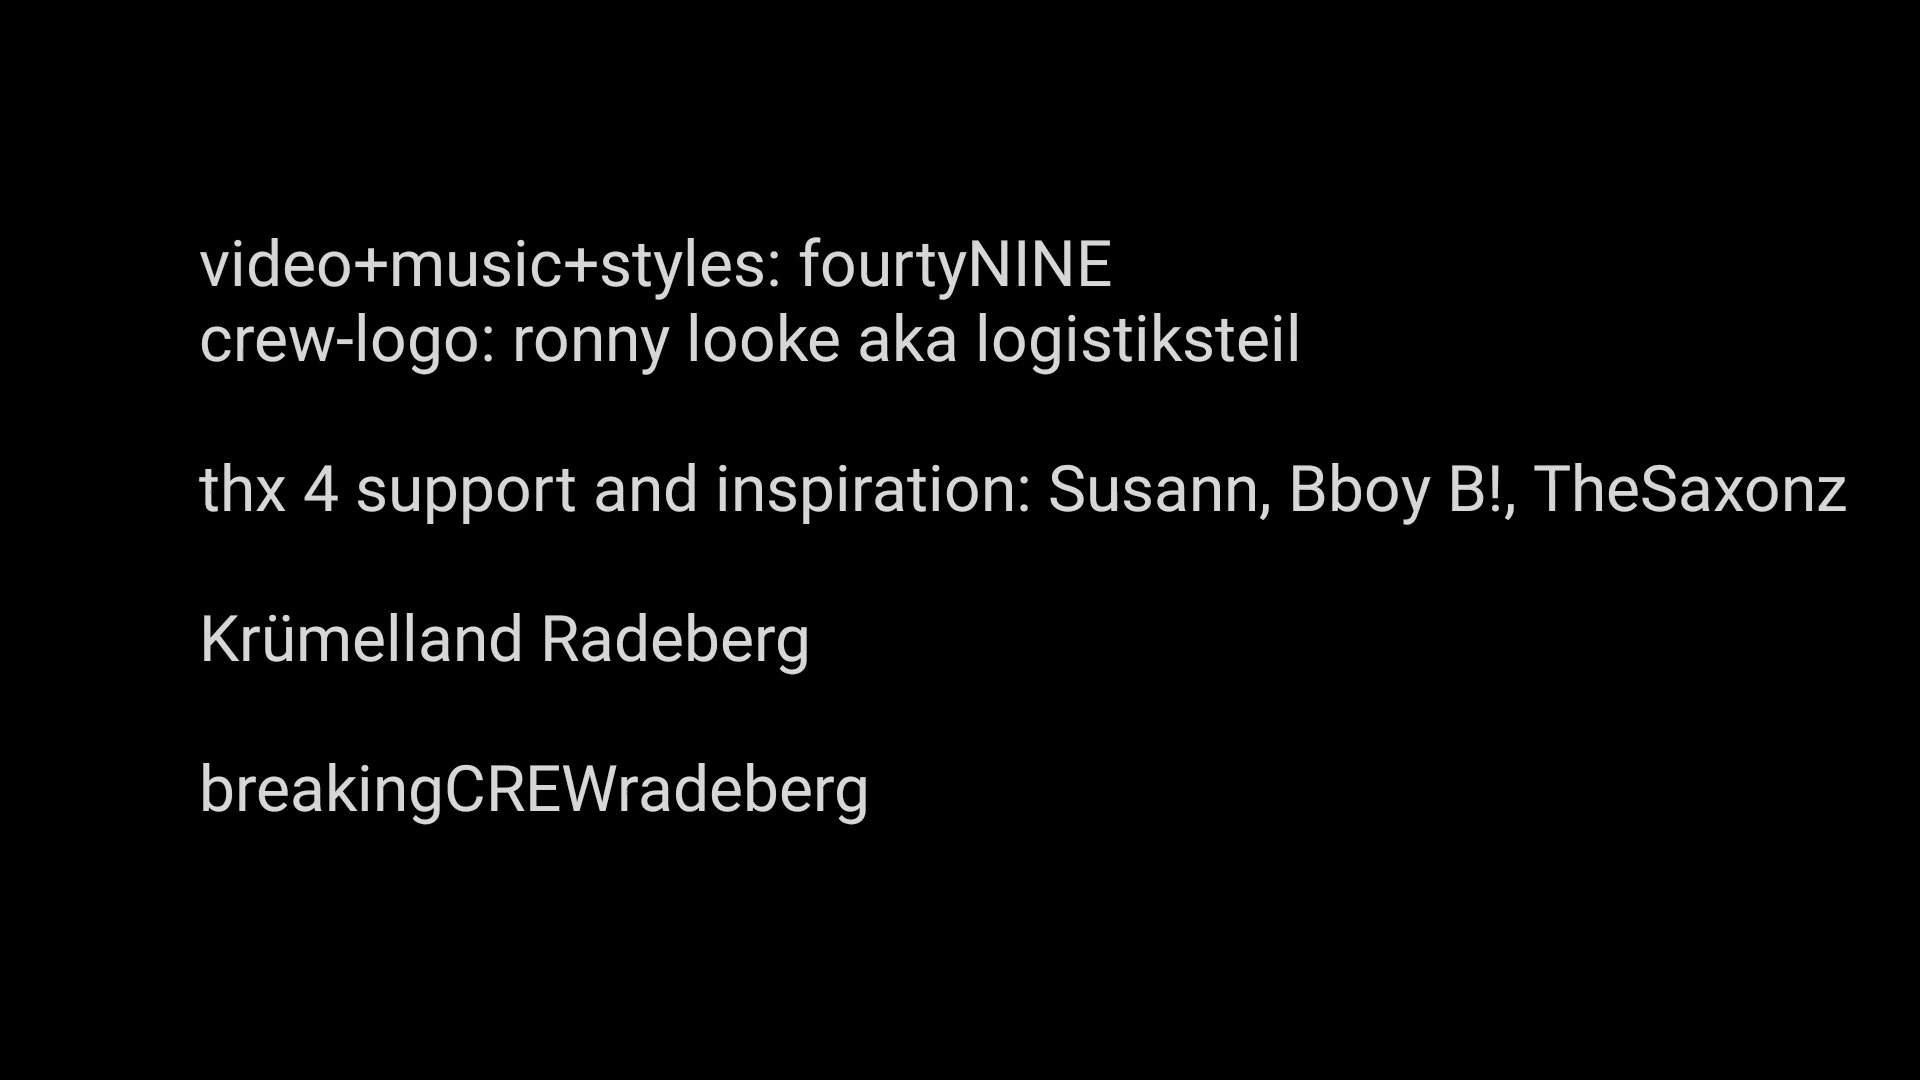 video+music+styles: fourtyNINE
crew-logo: ronny looke aka logistiksteil
thx 4 support and inspiration: Susann, Bboy B!, TheSaxonz
Krümelland Radeberg
breakingCREWradeberg